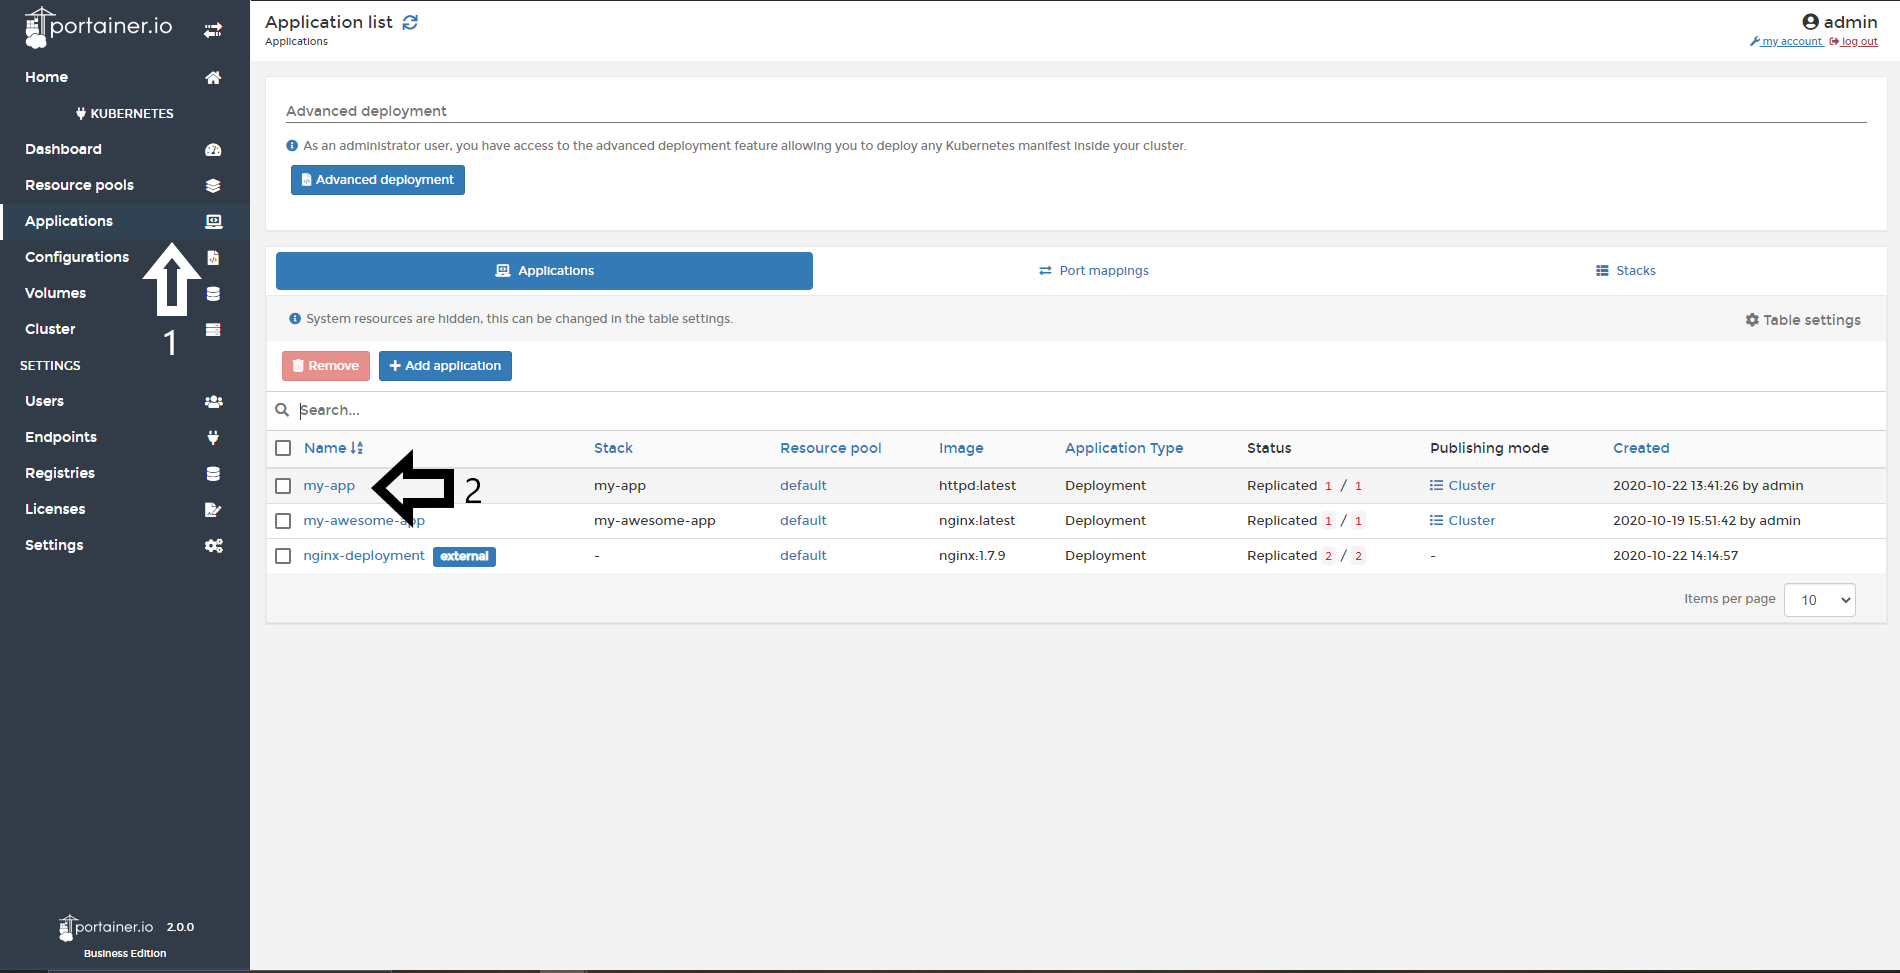 portainer.io
Home
KUBERNETES
Dashboard
Resource pools
Applications
Configurations
Volumes
Cluster
1
SETTINGS
Users
Endpoints
Registries
Licenses
Settings
portainer.io 2.0.0
Business Edition
Application list
Applications
admin
my account log out
Advanced deployment
As an administrator user, you have access to the advanced deployment feature allowing you to deploy any Kubernetes manifest inside your cluster.
Advanced deployment
Applications Port mappings Stacks
System resources are hidden, this can be changed in the table settings. Table settings
Remove Add application
Search...
Name Stack Resource pool Image Application Type Status Publishing mode Created
my-app 2 my-app default httpd:latest Deployment Replicated 1 / 1 Cluster 2020-10-22 13:41:26 by admin
my-awesome-app my-awesome-app default nginx:latest Deployment Replicated 1 / 1 Cluster 2020-10-19 15:51:42 by admin
nginx-deployment external - default nginx:1.7.9 Deployment Replicated 2 / 2 - 2020-10-22 14:14:57
Items per page 10